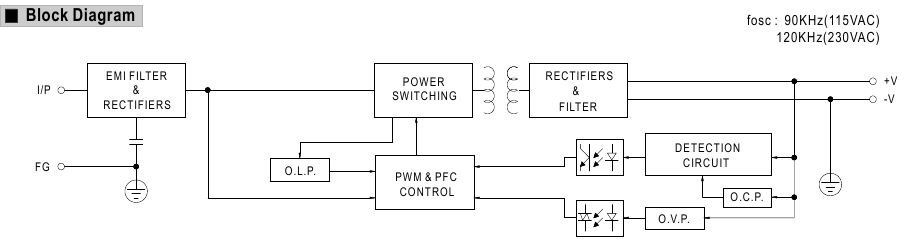 Block Diagram
fosc : 90KHz(115VAC)
120KHz(230VAC)
I/P
EMI FILTER
&
RECTIFIERS
POWER
SWITCHING
RECTIFIERS
&
FILTER
+V
-V
FG
O.L.P.
PWM & PFC
CONTROL
DETECTION
CIRCUIT
O.C.P.
O.V.P.